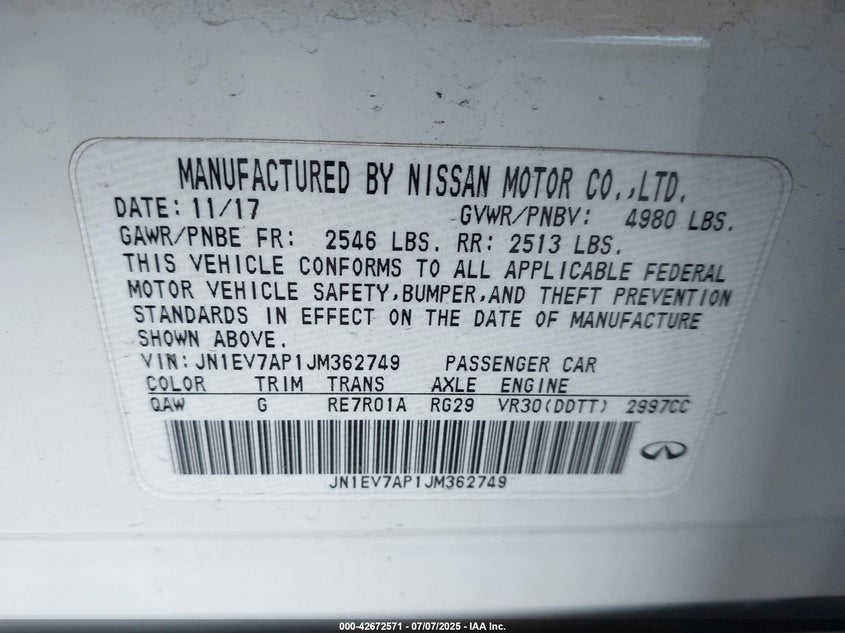 MANUFACTURED BY NISSAN MOTOR CO.,LTD.
DATE: 11/17 GVWR/PNBV: 4980 LBS.
GAWR/PNBE FR: 2546 LBS. RR: 2513 LBS.
THIS VEHICLE CONFORMS TO ALL APPLICABLE FEDERAL
MOTOR VEHICLE SAFETY,BUMPER,AND THEFT PREVENTION
STANDARDS IN EFFECT ON THE DATE OF MANUFACTURE
SHOWN ABOVE.
VIN:JN1EV7AP1JM362749 PASSENGER CAR
COLOR TRIM TRANS AXLE ENGINE
QAW G RE7R01A RG29 VR30(DDTT) 2997CC
JN1EV7AP1JM362749
000-42672571 - 07/07/2025 - IAA Inc.